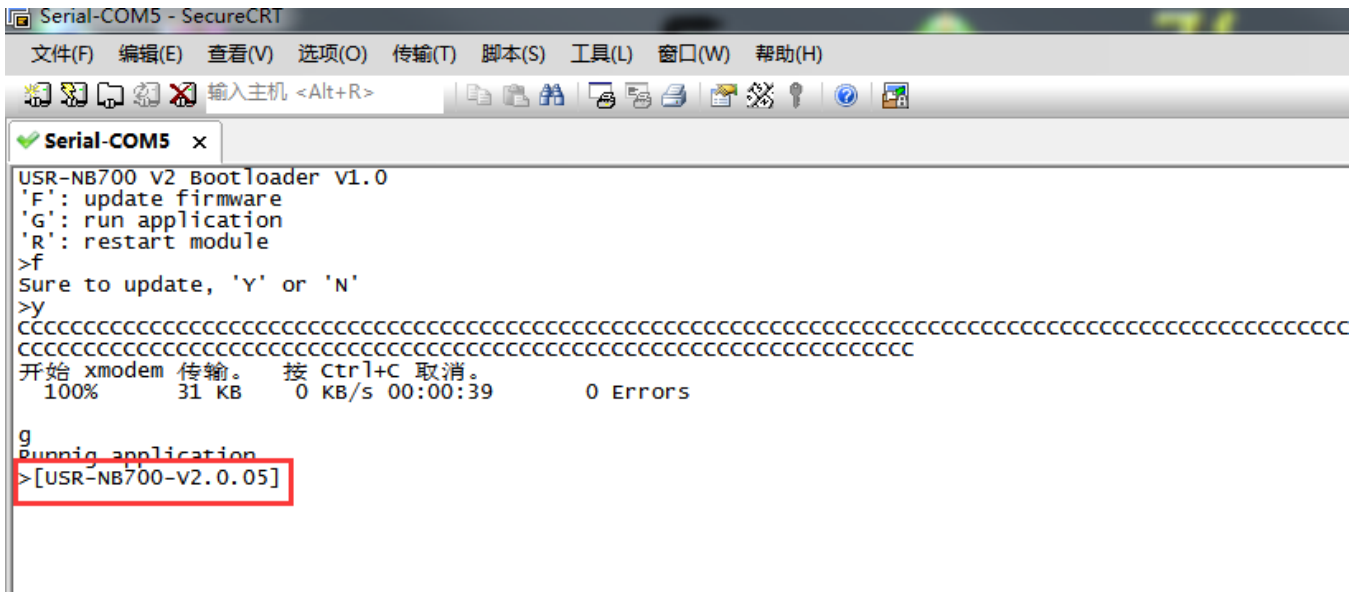 Serial-COM5 - SecureCRT
文件(F) 编辑(E) 查看(V) 选项(O) 传输(T) 脚本(S) 工具(L) 窗口(W) 帮助(H)
输入主机 <Alt+R>
Serial-COM5 ×
USR-NB700 V2 Bootloader V1.0
'F': update firmware
'G': run application
'R': restart module
>f
Sure to update, 'Y' or 'N'
>y
CCCCCCCCCCCCCCCCCCCCCCCCCCCCCCCCCCCCCCCCCCCCCCCCCCCCCCCCCCCCCCCCCCCCCCCCCCCCCCCCCCCCCCCCCCCCCCCCCCCCC
CCCCCCCCCCCCCCCCCCCCCCCCCCCCCCCCCCCCCCCCCCCCCCCCCCCCCCCCCCCCCCCCCCCC
开始 xmodem 传输。 按 Ctrl+C 取消。
100% 31 KB 0 KB/s 00:00:39 0 Errors
g
Runnig application
>[USR-NB700-V2.0.05]